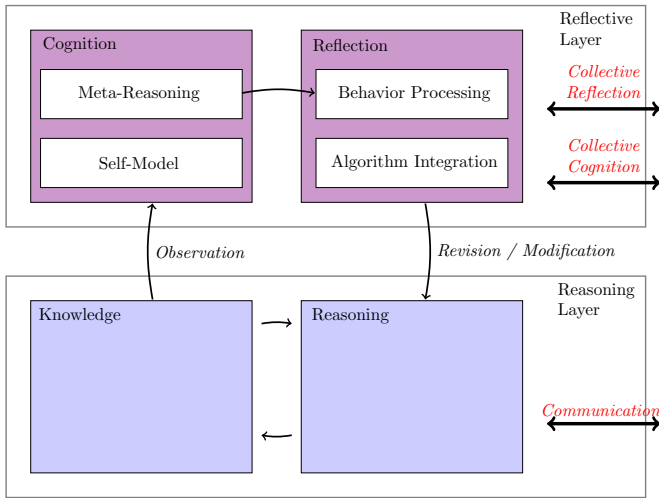 Reflective
Layer
Cognition
Reflection
Meta-Reasoning
Behavior Processing
Self-Model
Algorithm Integration
Collective
Reflection
Collective
Cognition
Observation
Revision / Modification
Reasoning
Layer
Knowledge
Reasoning
Communication